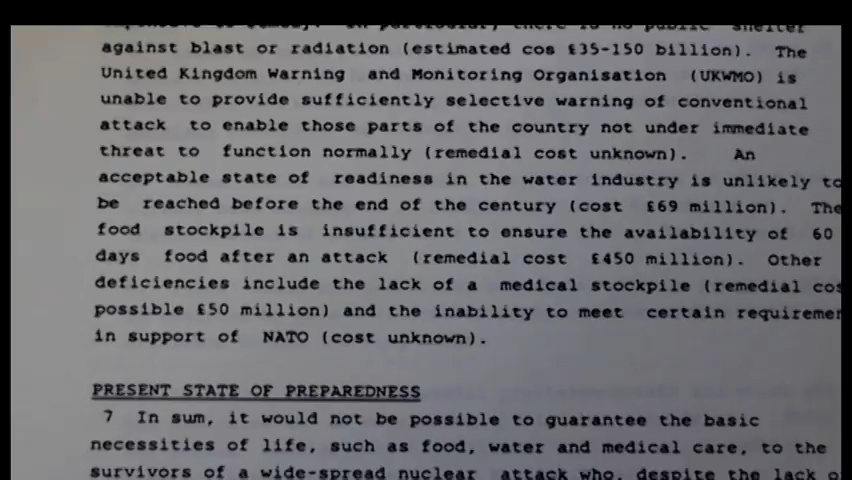 there is no public shelter
against blast or radiation (estimated cos £35-150 billion). The
United Kingdom Warning and Monitoring Organisation (UKWMO) is
unable to provide sufficiently selective warning of conventional
attack to enable those parts of the country not under immediate
threat to function normally (remedial cost unknown). An
acceptable state of readiness in the water industry is unlikely to
be reached before the end of the century (cost £69 million). The
food stockpile is insufficient to ensure the availability of 60
days food after an attack (remedial cost £450 million). Other
deficiencies include the lack of a medical stockpile (remedial cos
possible £50 million) and the inability to meet certain requiremen
in support of NATO (cost unknown).
PRESENT STATE OF PREPAREDNESS
7 In sum, it would not be possible to guarantee the basic
necessities of life, such as food, water and medical care, to the
survivors of a wide-spread nuclear attack who, despite the lack o